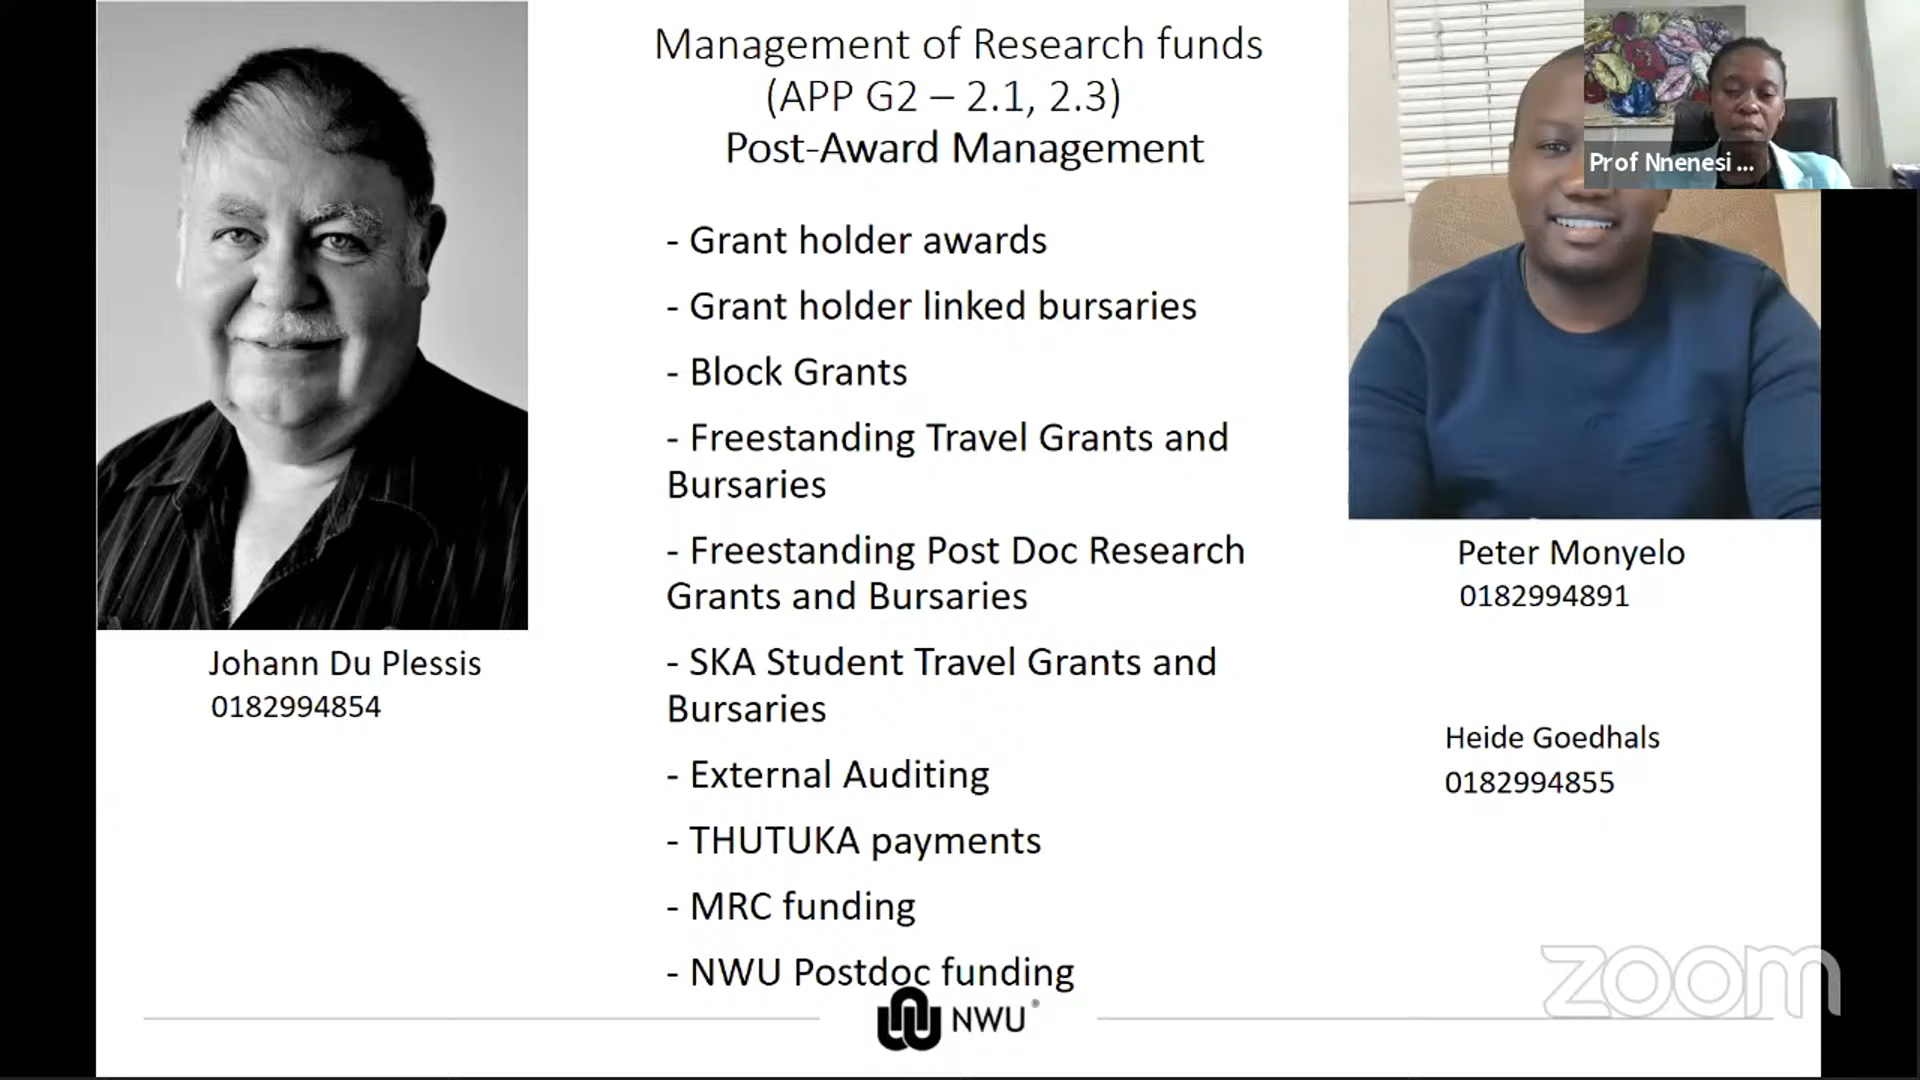 Management of Research funds
(APP G2 – 2.1, 2.3)
Post-Award Management
- Grant holder awards
- Grant holder linked bursaries
- Block Grants
- Freestanding Travel Grants and
Bursaries
- Freestanding Post Doc Research
Grants and Bursaries
- SKA Student Travel Grants and
Bursaries
- External Auditing
- THUTUKA payments
- MRC funding
- NWU Postdoc funding
Johann Du Plessis
0182994854
Prof Nnenesi ...
Peter Monyelo
0182994891
Heide Goedhals
0182994855
NWU®
zoom